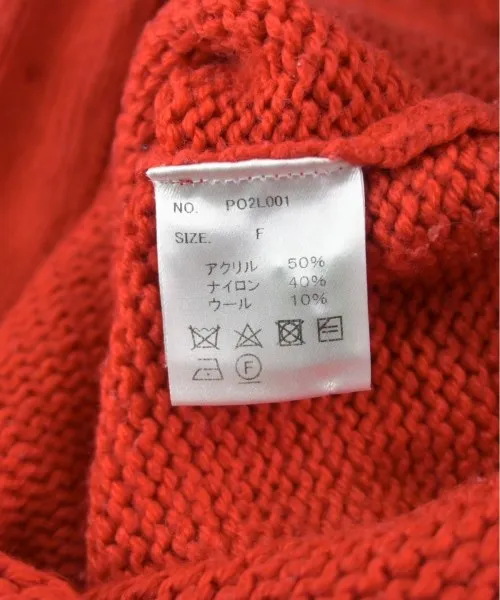 NO. PO2L001
SIZE. F
アクリル 50%
ナイロン 40%
ウール 10%
F